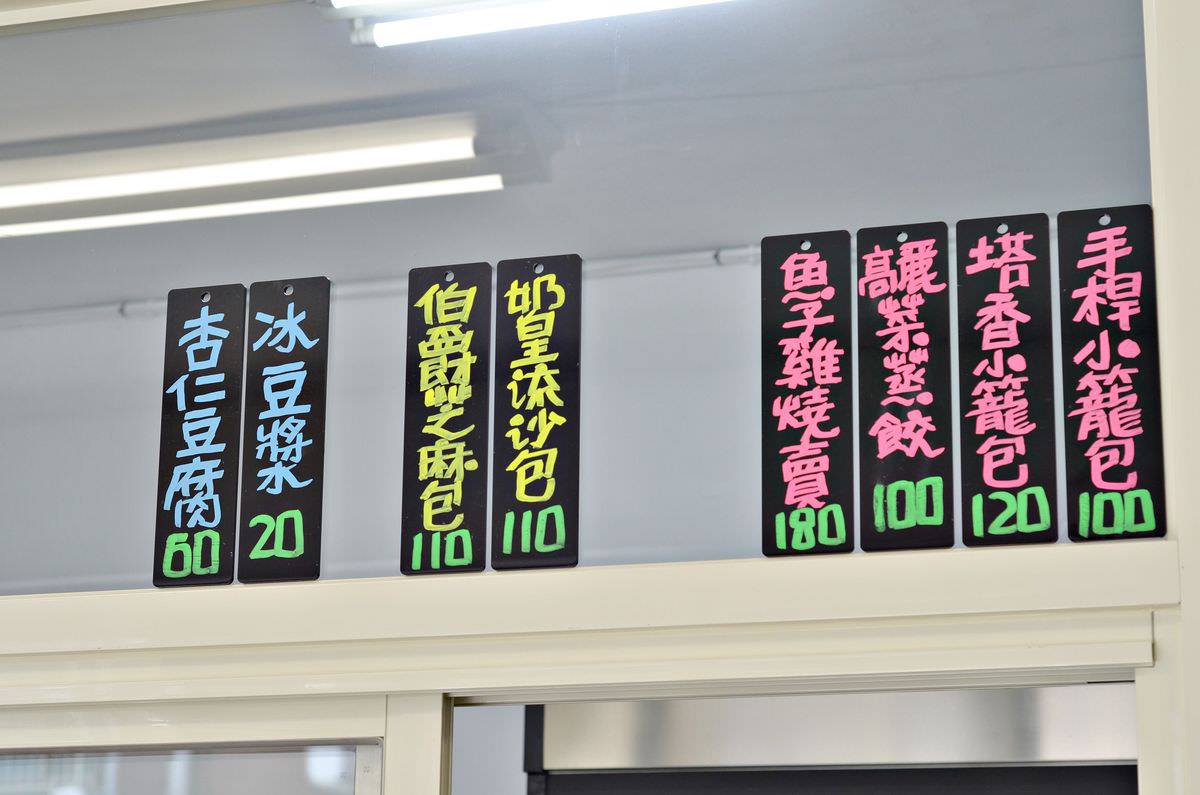 手桿小籠包
100
塔香小籠包
120
高麗菜蒸餃
100
魚子雞燒賣
180
奶皇流沙包
110
伯爵芝麻包
110
冰豆漿
20
杏仁豆腐
60